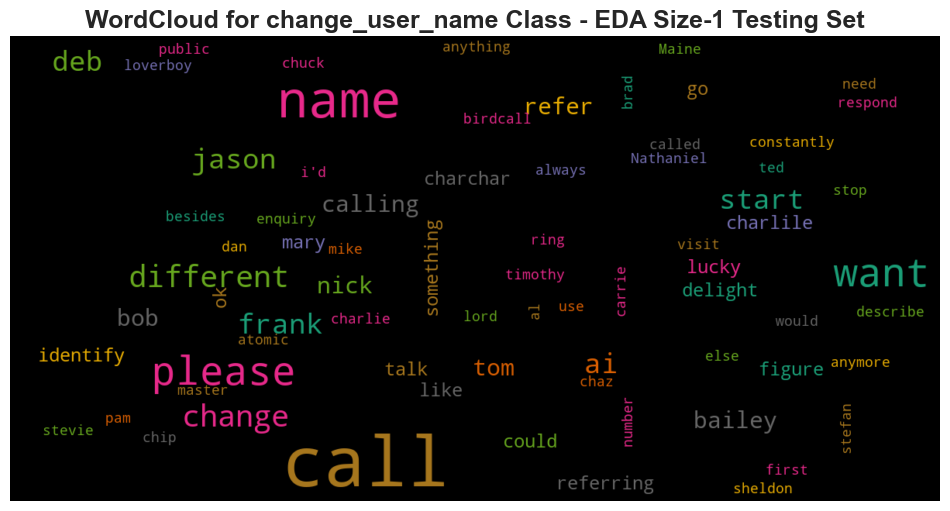 WordCloud for change_user_name Class - EDA Size-1 Testing Set
public
anything
Maine
deb
loverboy
chuck
name
refer
brad
go
need
respond
birdcall
jason
i'd
charchar
always
called
Nathaniel
constantly
ted
calling
start
stop
besides
enquiry
charlile
dan
mary
mike
something
ring
visit
different
ok
nick
timothy
carrie
lucky
delight
want
bob
frank
charlie
lord
al
use
would
describe
atomic
identify
please
master
talk
like
tom
ai
chaz
else
figure
anymore
change
pam
stevie
chip
call
could
number
bailey
stefan
referring
first
sheldon